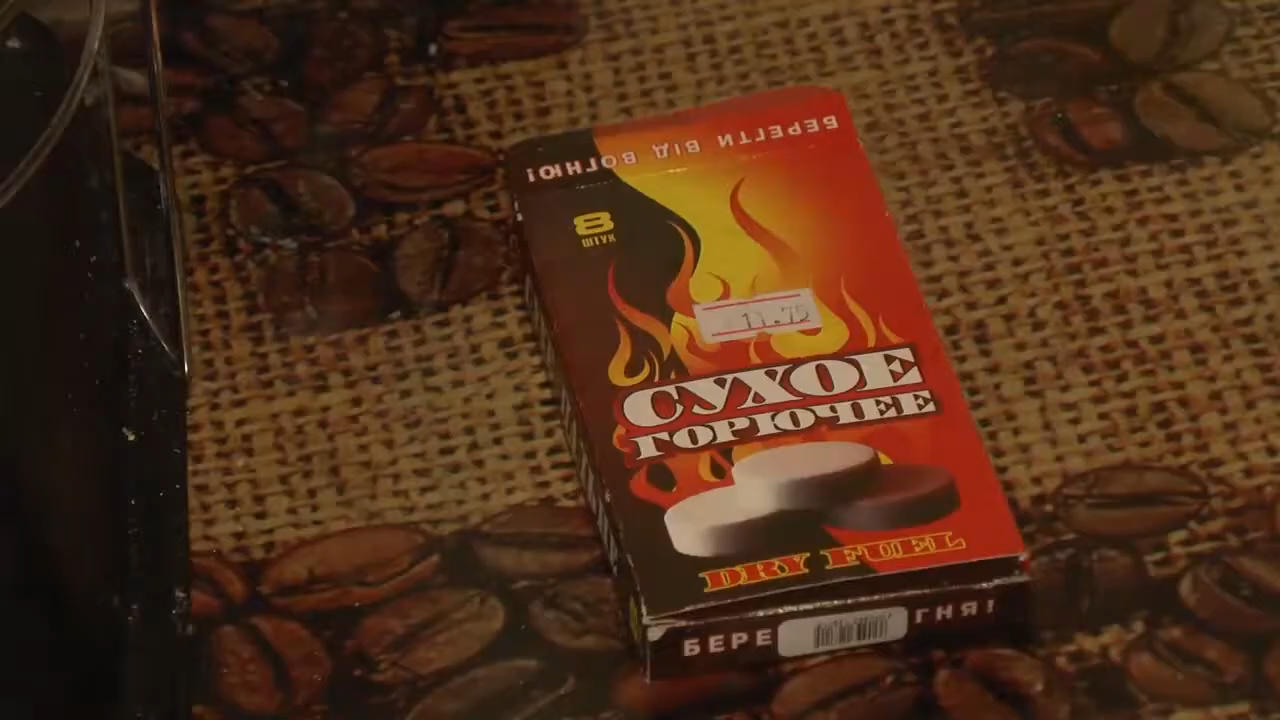 БЕРЕГТИ ВІД ВОГНЮ!
8
ШТУК
11.75
СУХОЕ
ГОРЮЧЕЕ
DRY FUEL
БЕРЕ ГНЯ!